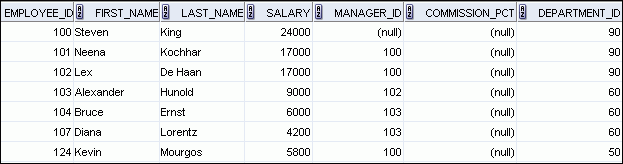 EMPLOYEE_ID FIRST_NAME LAST_NAME SALARY MANAGER_ID COMMISSION_PCT DEPARTMENT_ID
100 Steven King 24000 (null) (null) 90
101 Neena Kochhar 17000 100 (null) 90
102 Lex De Haan 17000 100 (null) 90
103 Alexander Hunold 9000 102 (null) 60
104 Bruce Ernst 6000 103 (null) 60
107 Diana Lorentz 4200 103 (null) 60
124 Kevin Mourgos 5800 100 (null) 50